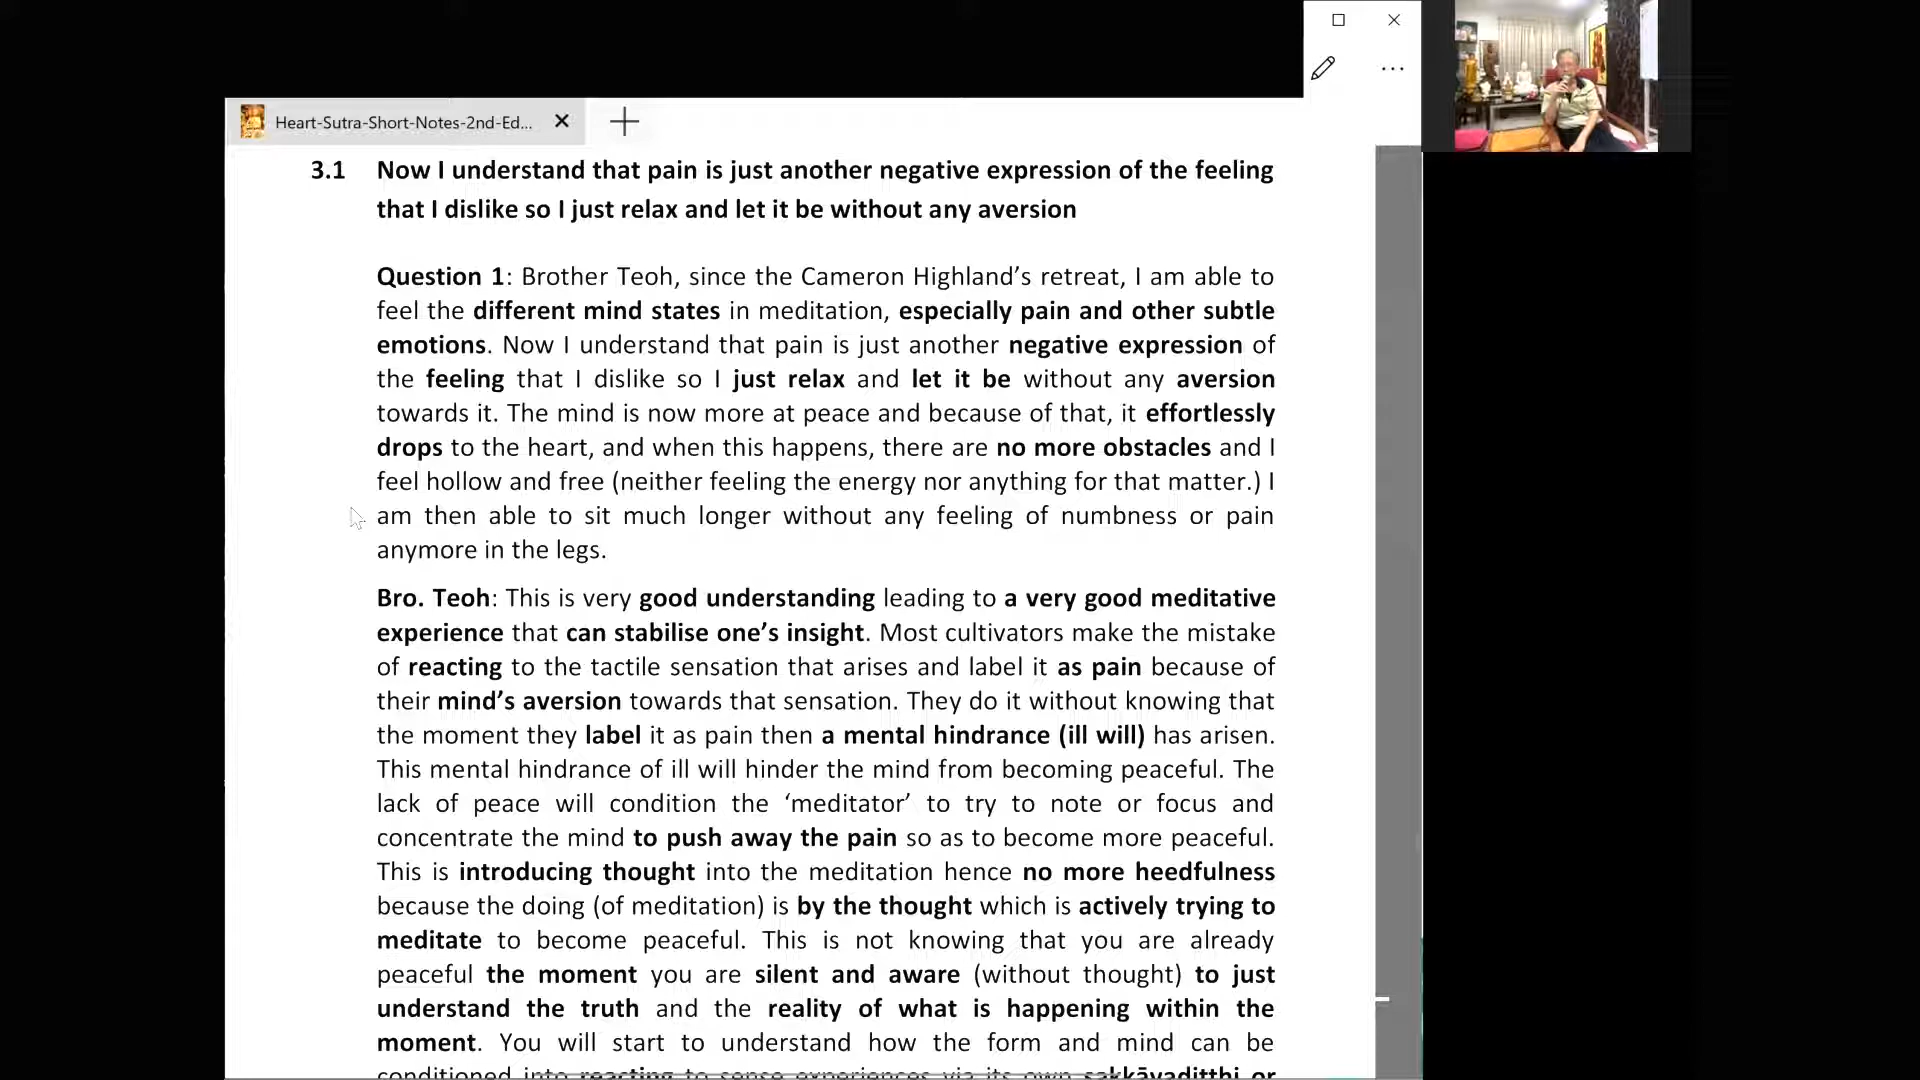 Heart-Sutra-Short-Notes-2nd-Ed...
3.1 Now I understand that pain is just another negative expression of the feeling
that I dislike so I just relax and let it be without any aversion
Question 1: Brother Teoh, since the Cameron Highland’s retreat, I am able to
feel the different mind states in meditation, especially pain and other subtle
emotions. Now I understand that pain is just another negative expression of
the feeling that I dislike so I just relax and let it be without any aversion
towards it. The mind is now more at peace and because of that, it effortlessly
drops to the heart, and when this happens, there are no more obstacles and I
feel hollow and free (neither feeling the energy nor anything for that matter.) I
am then able to sit much longer without any feeling of numbness or pain
anymore in the legs.
Bro. Teoh: This is very good understanding leading to a very good meditative
experience that can stabilise one’s insight. Most cultivators make the mistake
of reacting to the tactile sensation that arises and label it as pain because of
their mind’s aversion towards that sensation. They do it without knowing that
the moment they label it as pain then a mental hindrance (ill will) has arisen.
This mental hindrance of ill will hinder the mind from becoming peaceful. The
lack of peace will condition the ‘meditator’ to try to note or focus and
concentrate the mind to push away the pain so as to become more peaceful.
This is introducing thought into the meditation hence no more heedfulness
because the doing (of meditation) is by the thought which is actively trying to
meditate to become peaceful. This is not knowing that you are already
peaceful the moment you are silent and aware (without thought) to just
understand the truth and the reality of what is happening within the
moment. You will start to understand how the form and mind can be
conditioned into reacting to sense experiences via its own sakkāyadiṭṭhi or